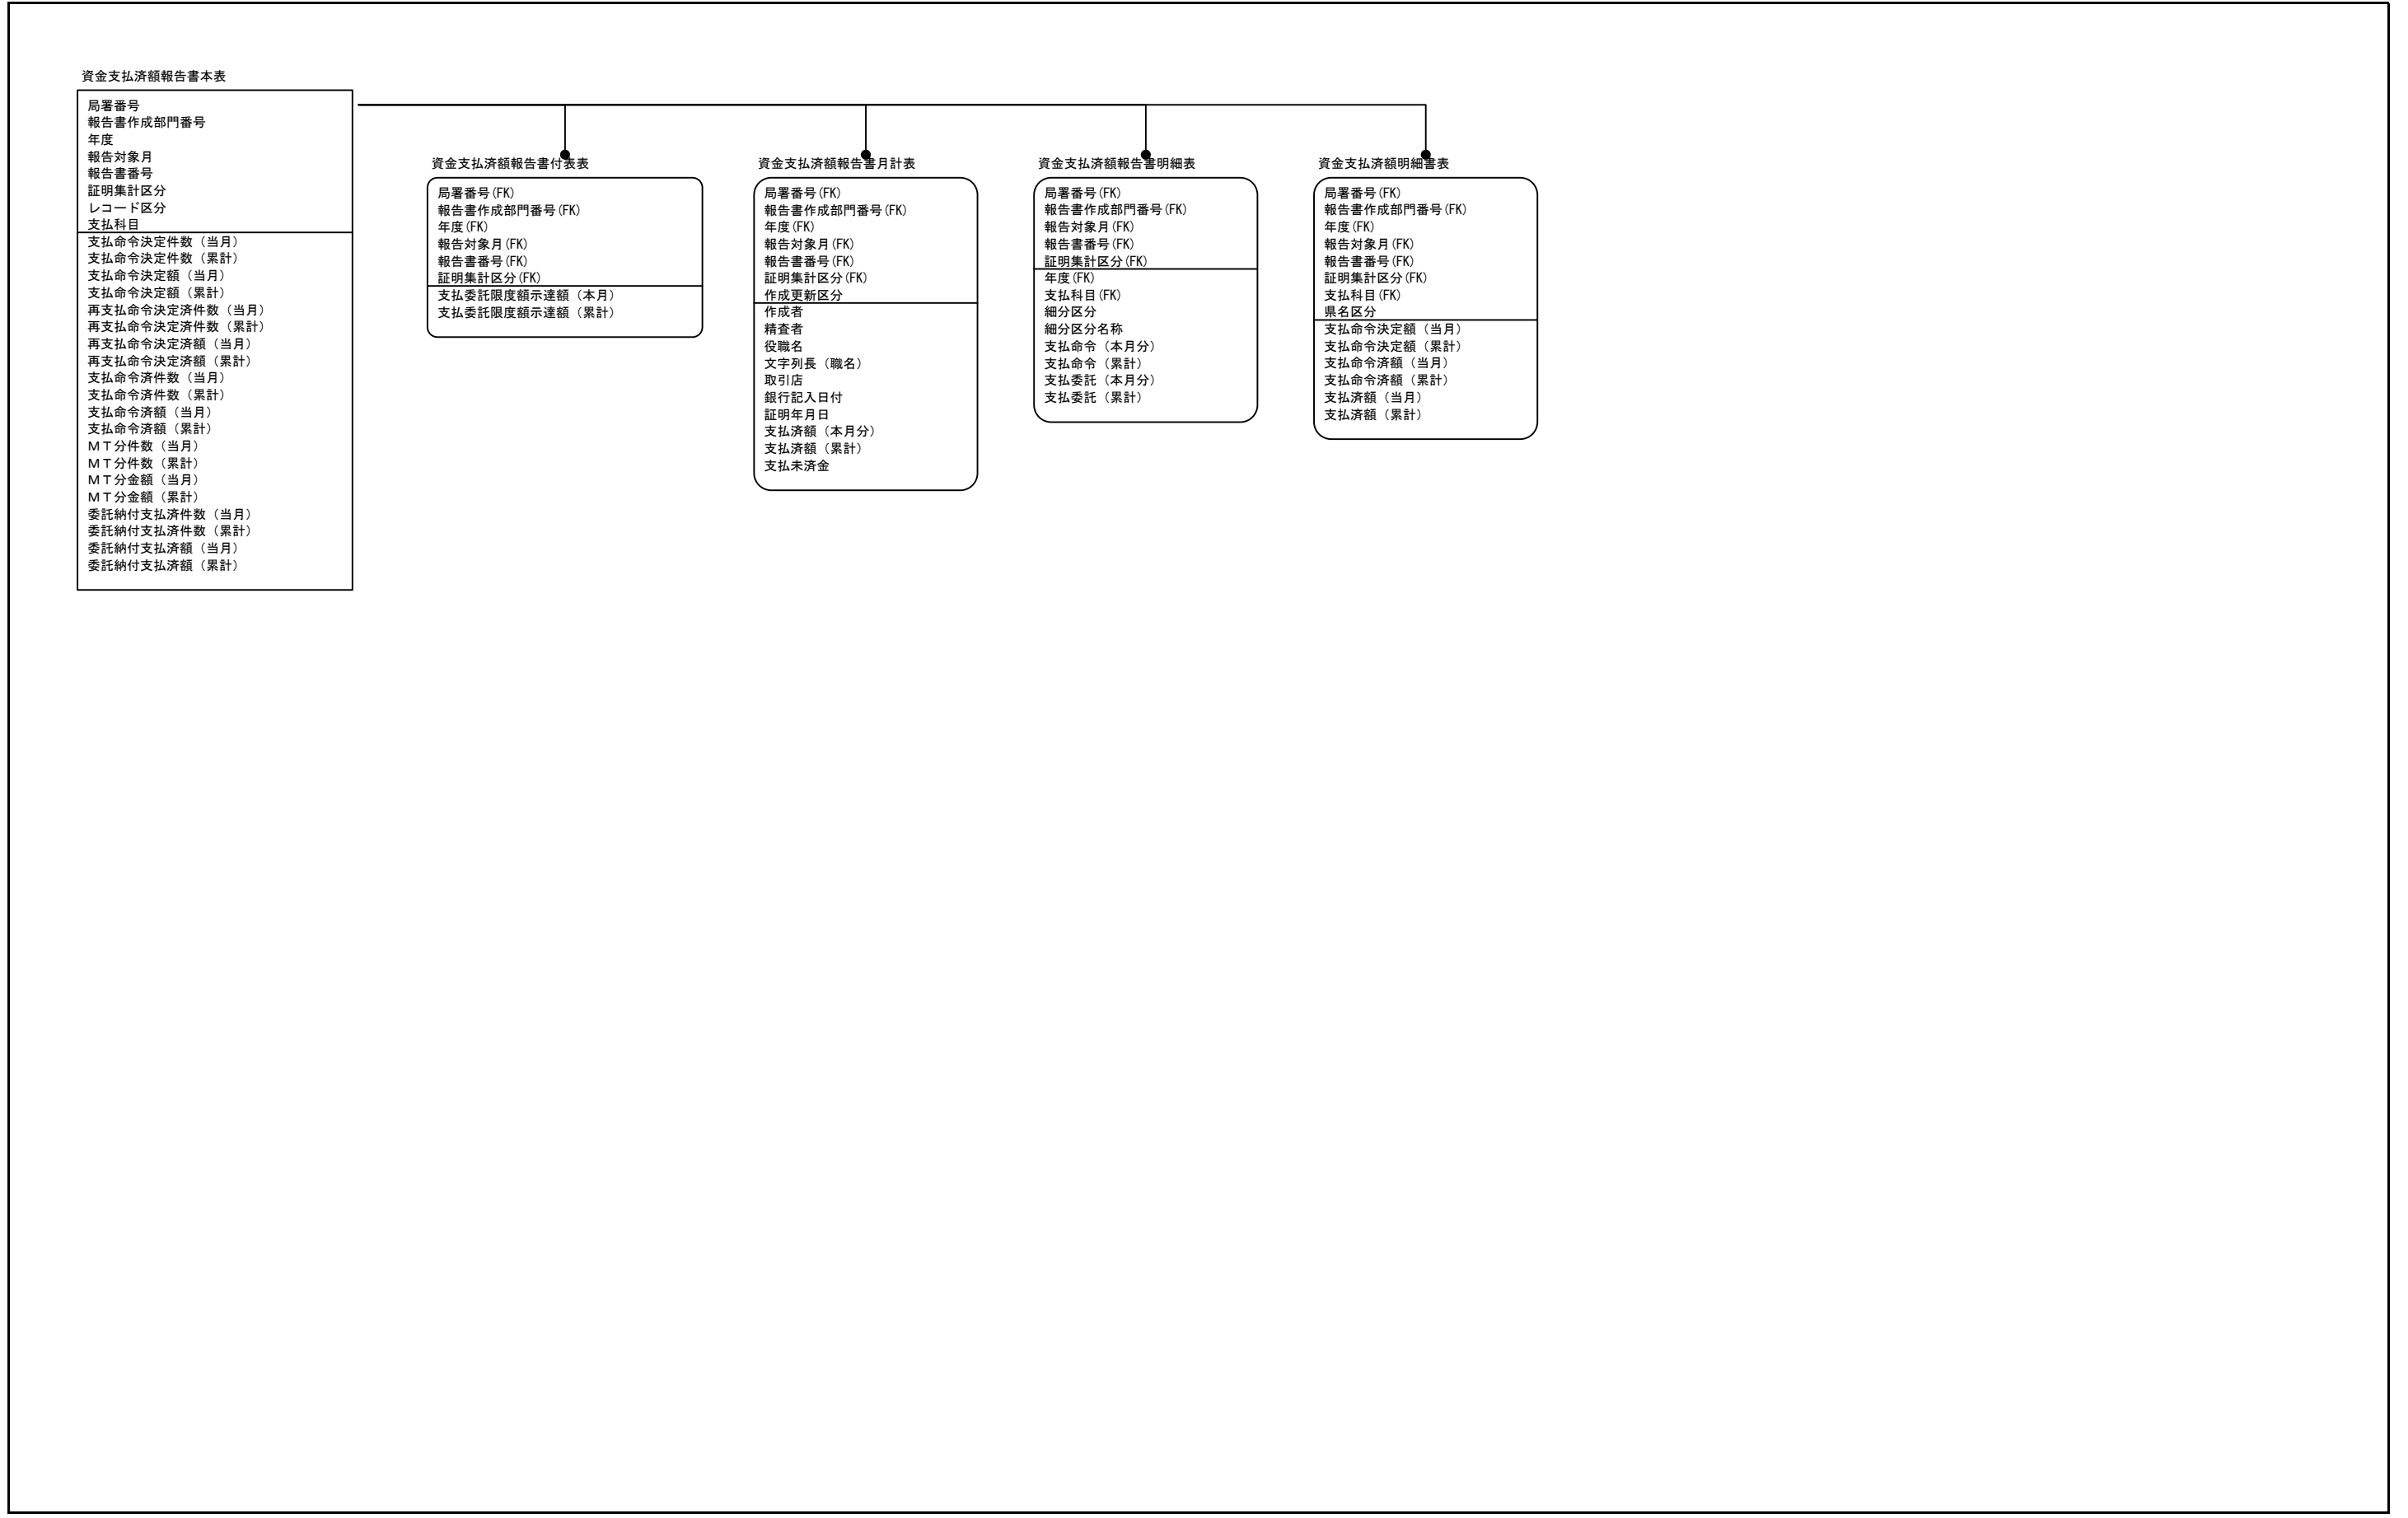 資金支払済額報告書本表
局署番号
報告書作成部門番号
年度
報告対象月
報告書番号
証明集計区分
レコード区分
支払科目
支払命令決定件数（当月）
支払命令決定件数（累計）
支払命令決定額（当月）
支払命令決定額（累計）
再支払命令決定済件数（当月）
再支払命令決定済件数（累計）
再支払命令決定済額（当月）
再支払命令決定済額（累計）
支払命令済件数（当月）
支払命令済件数（累計）
支払命令済額（当月）
支払命令済額（累計）
ＭＴ分件数（当月）
ＭＴ分件数（累計）
ＭＴ分金額（当月）
ＭＴ分金額（累計）
委託納付支払済件数（当月）
委託納付支払済件数（累計）
委託納付支払済額（当月）
委託納付支払済額（累計）
資金支払済額報告書付表表
局署番号(FK)
報告書作成部門番号(FK)
年度(FK)
報告対象月(FK)
報告書番号(FK)
証明集計区分(FK)
支払委託限度額示達額（本月）
支払委託限度額示達額（累計）
資金支払済額報告書月計表
局署番号(FK)
報告書作成部門番号(FK)
年度(FK)
報告対象月(FK)
報告書番号(FK)
証明集計区分(FK)
作成更新区分
作成者
精査者
役職名
文字列長（職名）
取引店
銀行記入日付
証明年月日
支払済額（本月分）
支払済額（累計）
支払未済金
資金支払済額報告書明細表
局署番号(FK)
報告書作成部門番号(FK)
報告対象月(FK)
報告書番号(FK)
証明集計区分(FK)
年度(FK)
支払科目(FK)
細分区分
細分区分名称
支払命令（本月分）
支払命令（累計）
支払委託（本月分）
支払委託（累計）
資金支払済額明細書表
局署番号(FK)
報告書作成部門番号(FK)
年度(FK)
報告対象月(FK)
報告書番号(FK)
証明集計区分(FK)
支払科目(FK)
県名区分
支払命令決定額（当月）
支払命令決定額（累計）
支払命令済額（当月）
支払命令済額（累計）
支払済額（当月）
支払済額（累計）